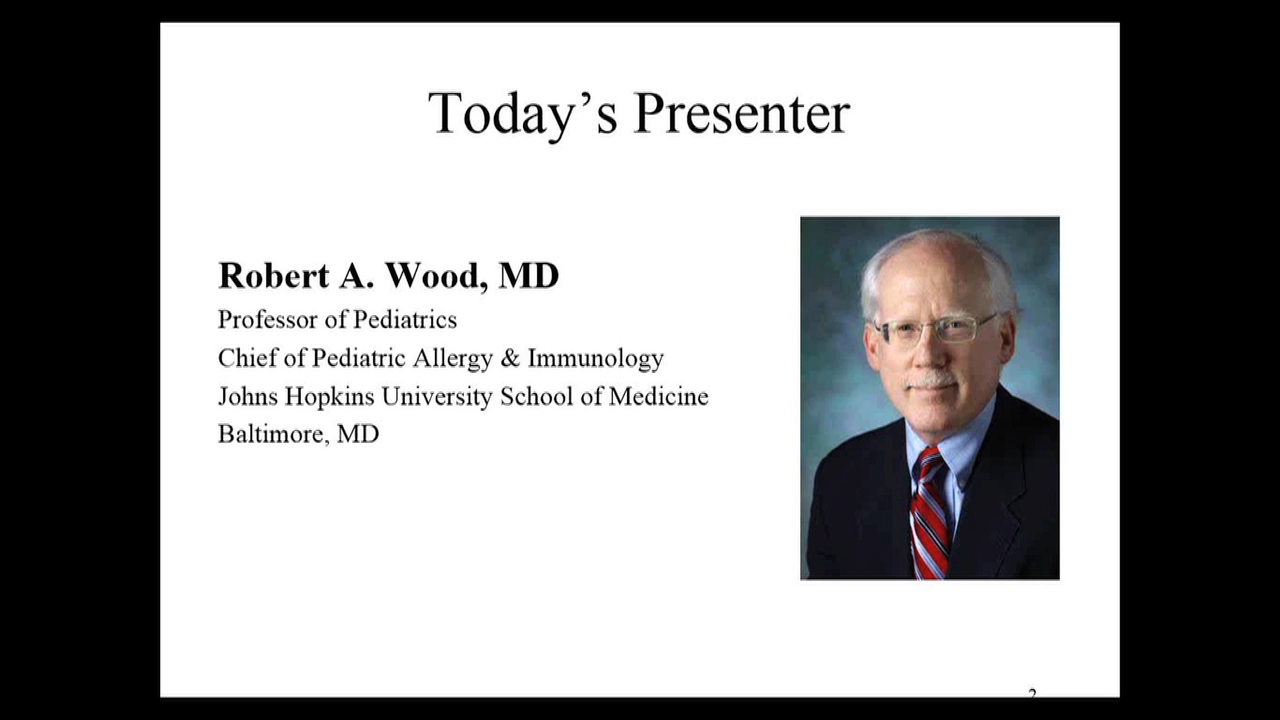 Today’s Presenter
Robert A. Wood, MD
Professor of Pediatrics
Chief of Pediatric Allergy & Immunology
Johns Hopkins University School of Medicine
Baltimore, MD
2